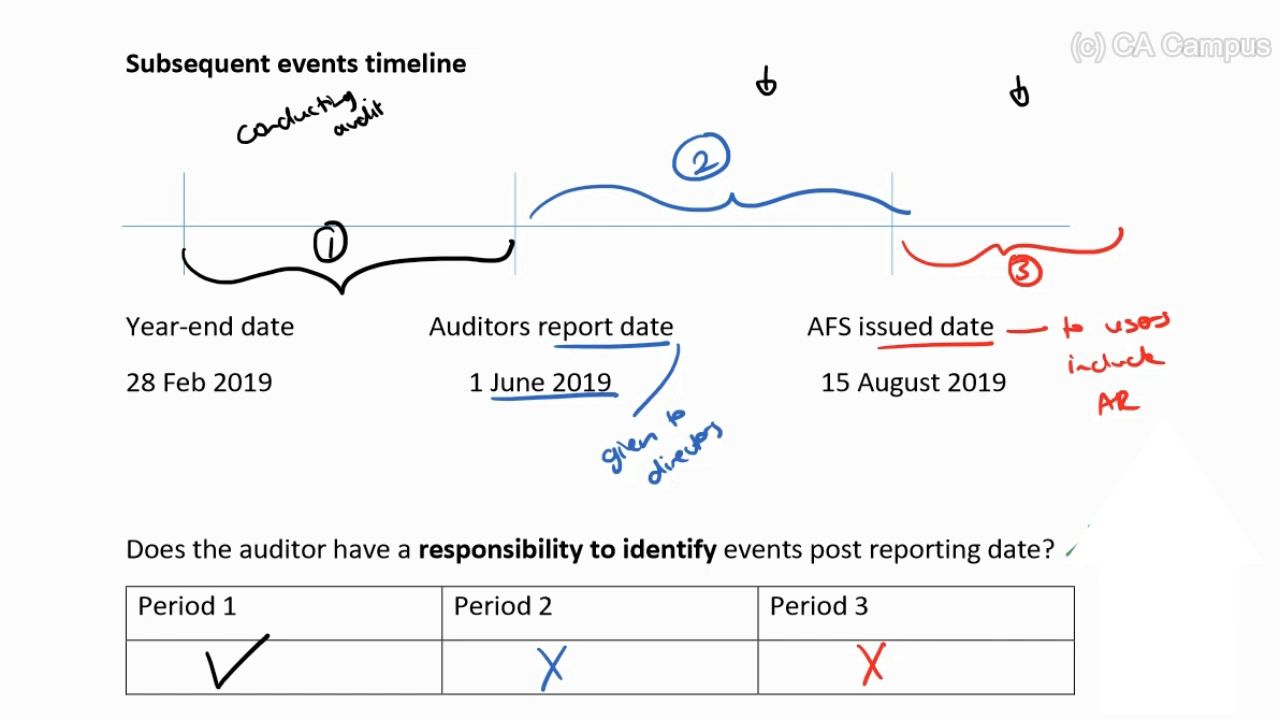 (c) CA Campus
Subsequent events timeline
conducting
audit
2
1
3
Year-end date
Auditors report date
AFS issued date
to users
include
AR
28 Feb 2019
1 June 2019
15 August 2019
given to
directors
Does the auditor have a responsibility to identify events post reporting date?
Period 1
Period 2
Period 3
✓
X
X